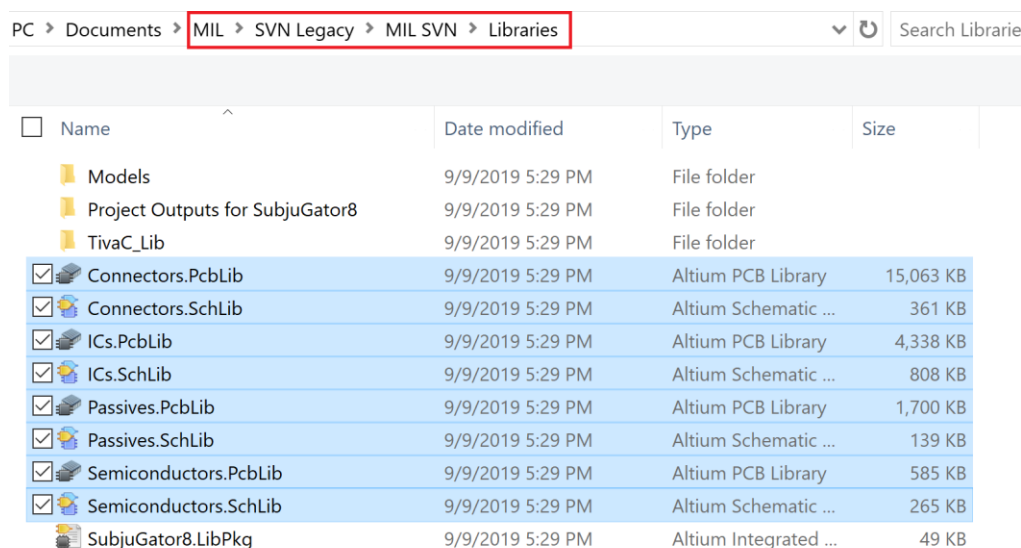 PC > Documents > MIL > SVN Legacy > MIL SVN > Libraries Search Librarie
Name Date modified Type Size
Models 9/9/2019 5:29 PM File folder
Project Outputs for SubjuGator8 9/9/2019 5:29 PM File folder
TivaC_Lib 9/9/2019 5:29 PM File folder
Connectors.PcbLib 9/9/2019 5:29 PM Altium PCB Library 15,063 KB
Connectors.SchLib 9/9/2019 5:29 PM Altium Schematic ... 361 KB
ICs.PcbLib 9/9/2019 5:29 PM Altium PCB Library 4,338 KB
ICs.SchLib 9/9/2019 5:29 PM Altium Schematic ... 808 KB
Passives.PcbLib 9/9/2019 5:29 PM Altium PCB Library 1,700 KB
Passives.SchLib 9/9/2019 5:29 PM Altium Schematic ... 139 KB
Semiconductors.PcbLib 9/9/2019 5:29 PM Altium PCB Library 585 KB
Semiconductors.SchLib 9/9/2019 5:29 PM Altium Schematic ... 265 KB
SubjuGator8.LibPkg 9/9/2019 5:29 PM Altium Integrated ... 49 KB